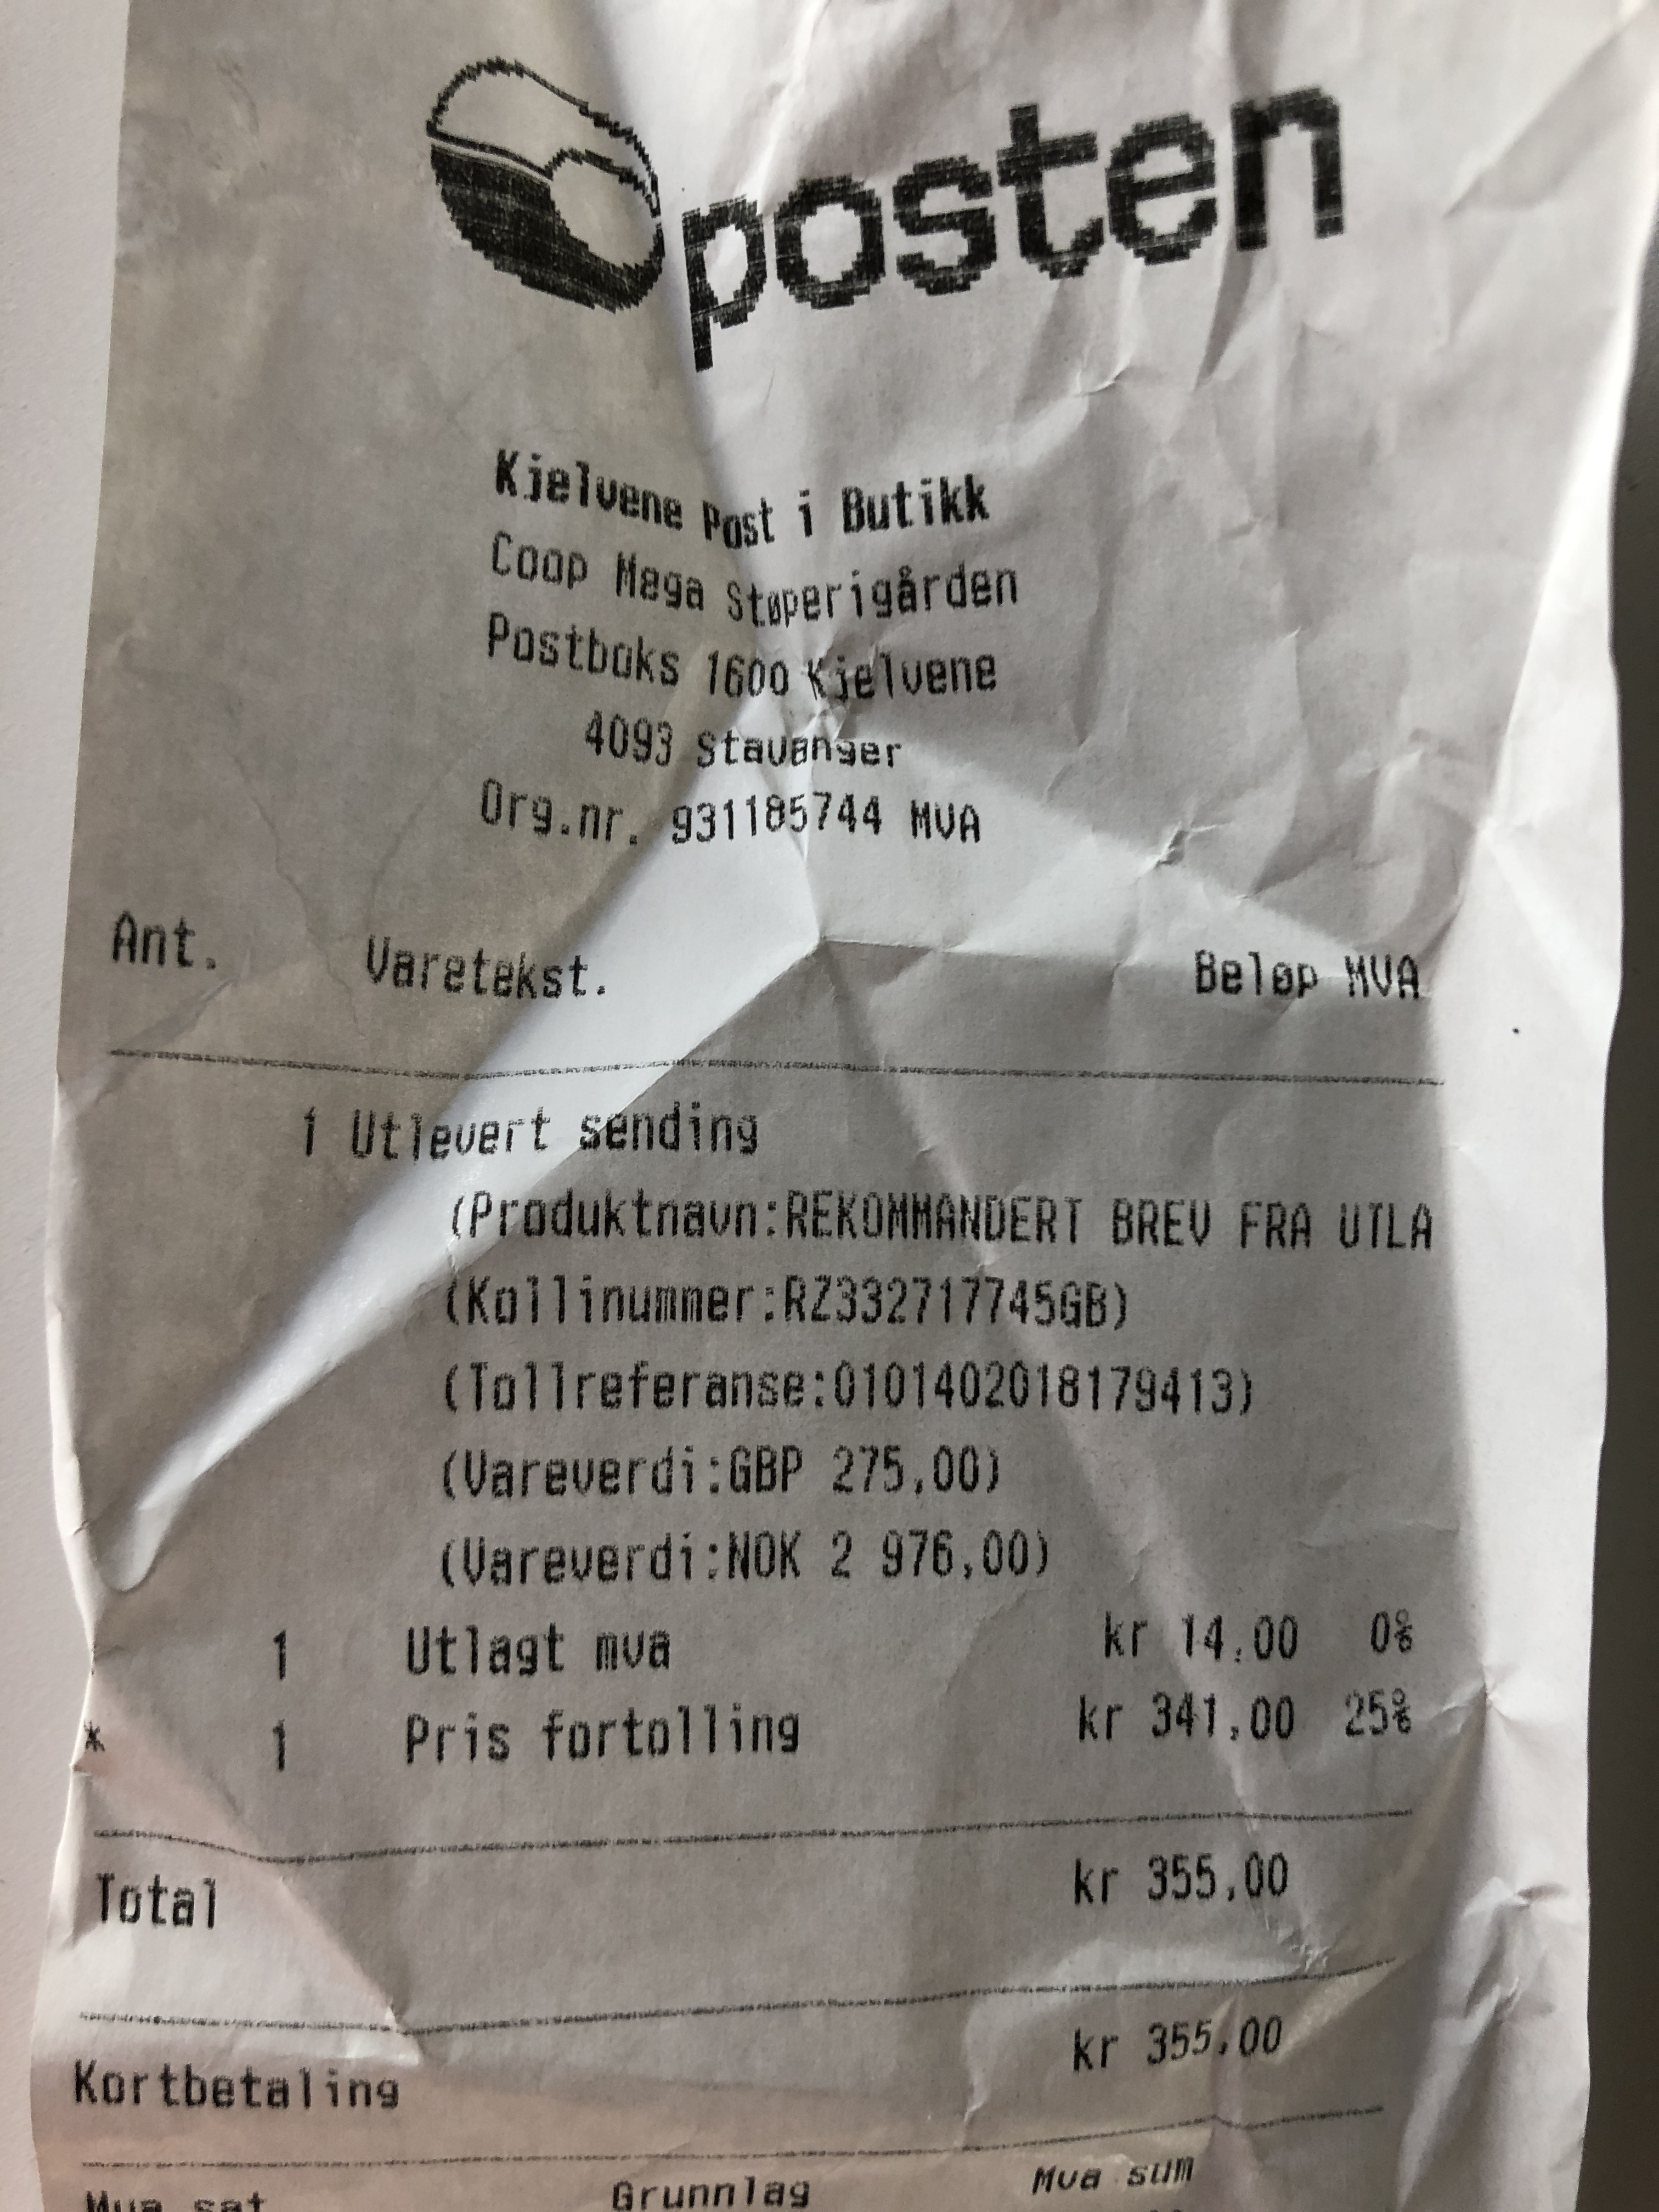 posten
Kjelvene Post i Butikk
Coop Mega Støperigården
Postboks 1600 Kjelvene
4093 Stavanger
Org.nr. 931185744 MVA
Ant. Varetekst. Beløp MVA
1 Utlevert sending
(Produktnavn:REKOMMANDERT BREV FRA UTLA
(Kollinummer:RZ332717745GB)
(Tollreferanse:0101402018179413)
(Vareverdi:GBP 275,00)
(Vareverdi:NOK 2 976,00)
1 Utlagt mva kr 14,00 0%
* 1 Pris fortolling kr 341,00 25%
Total kr 355,00
Kortbetaling kr 355,00
Mva sat Grunnlag Mva sum